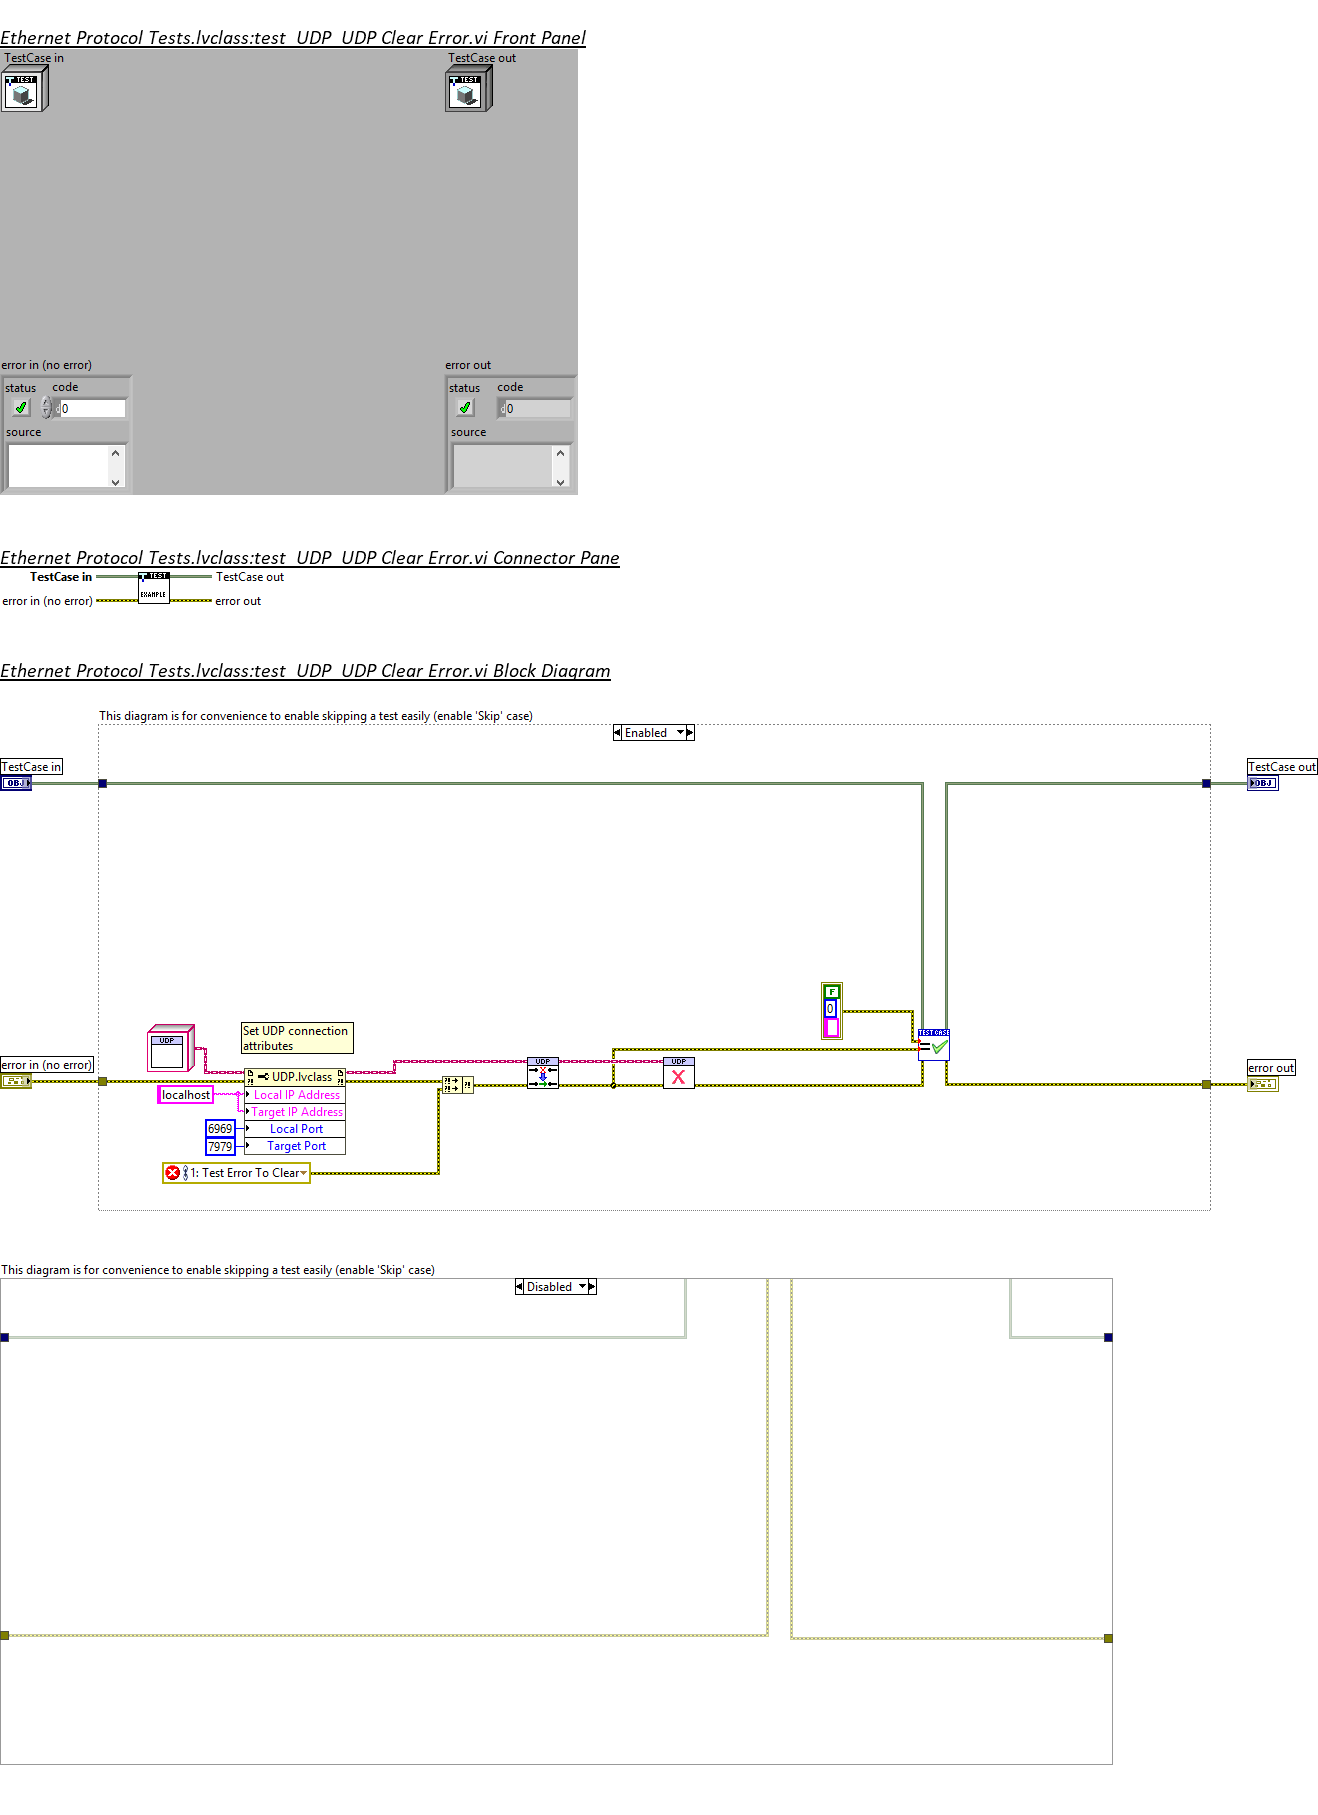 Ethernet Protocol Tests.lvclass:test_UDP_UDP Clear Error.vi Front Panel
TestCase in
TestCase out
TEST
TEST
error in (no error)
error out
status
code
status
code
d0
d0
source
source
Ethernet Protocol Tests.lvclass:test_UDP_UDP Clear Error.vi Connector Pane
TestCase in
TEST
TestCase out
error in (no error)
EXAMPLE
error out
Ethernet Protocol Tests.lvclass:test_UDP_UDP Clear Error.vi Block Diagram
This diagram is for convenience to enable skipping a test easily (enable 'Skip' case)
Enabled
TestCase in
TestCase out
OBJ
OBJ
F
0
UDP
Set UDP connection
attributes
TESTCASE
error in (no error)
error out
UDP
UDP
UDP.lvclass
localhost
Local IP Address
Target IP Address
6969
Local Port
7979
Target Port
1: Test Error To Clear
This diagram is for convenience to enable skipping a test easily (enable 'Skip' case)
Disabled